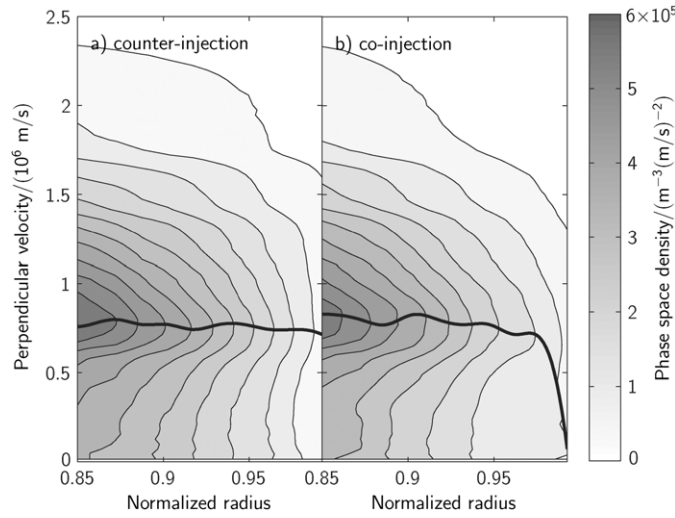 2.5
2
1.5
1
0.5
0
Perpendicular velocity/(10⁶ m/s)
a) counter-injection
b) co-injection
0.85 0.9 0.95 0.85 0.9 0.95
Normalized radius Normalized radius
6×10⁵
5
4
3
2
1
0
Phase space density/(m⁻³(m/s)⁻²)